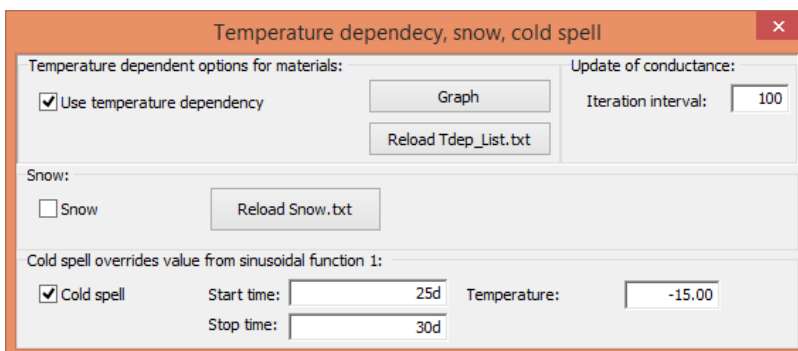 Temperature dependecy, snow, cold spell
Temperature dependent options for materials:
Use temperature dependency
Graph
Reload Tdep_List.txt
Update of conductance:
Iteration interval: 100
Snow:
Snow
Reload Snow.txt
Cold spell overrides value from sinusoidal function 1:
Cold spell
Start time: 25d
Temperature: -15.00
Stop time: 30d